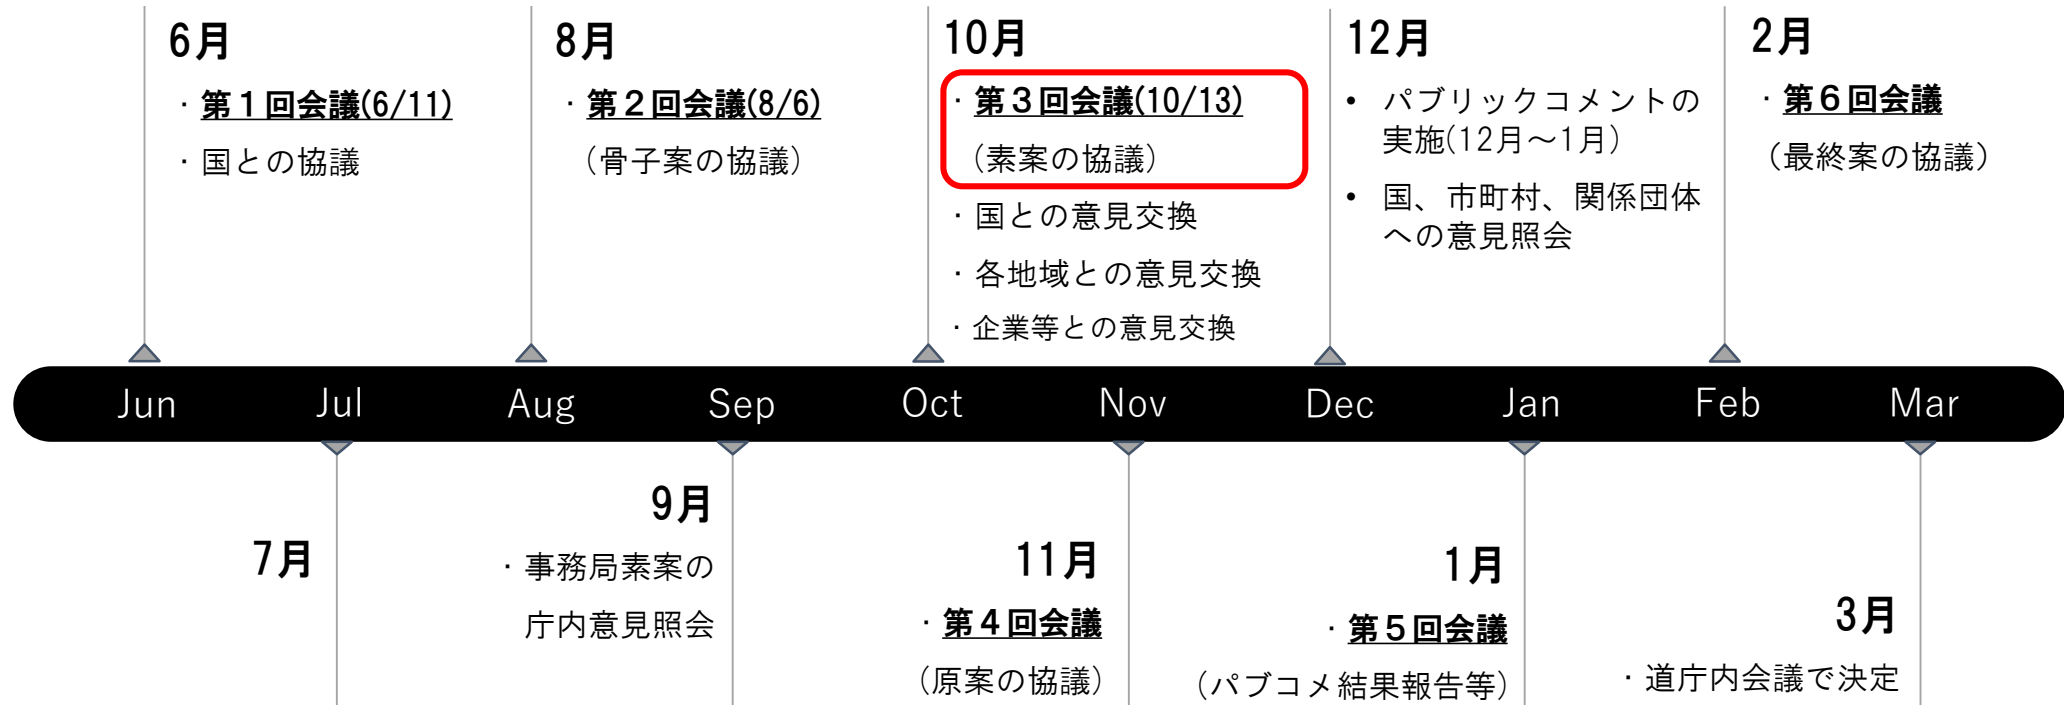 6月
・第１回会議(6/11)
・国との協議
8月
・第２回会議(8/6)
（骨子案の協議）
10月
・第３回会議(10/13)
（素案の協議）
・国との意見交換
・各地域との意見交換
・企業等との意見交換
12月
• パブリックコメントの
実施(12月～1月)
• 国、市町村、関係団体
への意見照会
2月
・第６回会議
（最終案の協議）
Jun Jul Aug Sep Oct Nov Dec Jan Feb Mar
7月
9月
・事務局素案の
庁内意見照会
11月
・第４回会議
（原案の協議）
1月
・第５回会議
（パブコメ結果報告等）
3月
・道庁内会議で決定